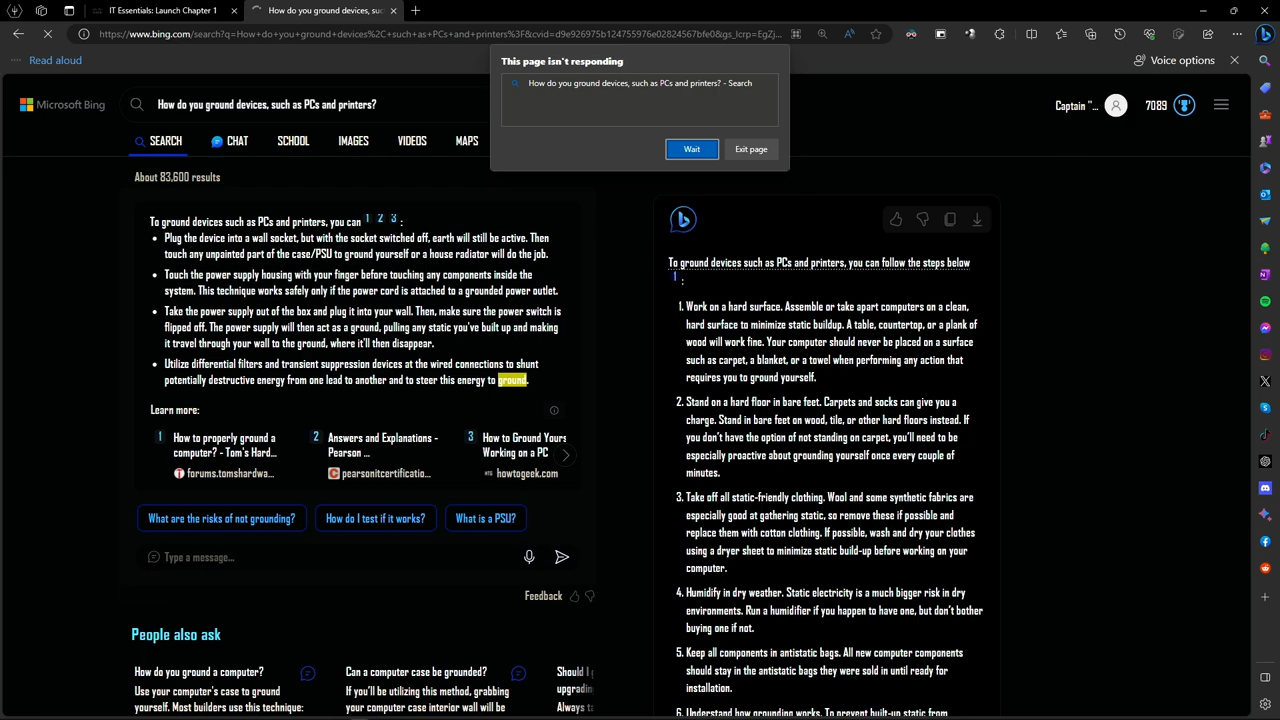 IT Essentials: Launch Chapter 1
How do you ground devices, suc
https://www.bing.com/search?q=How+do+you+ground+devices%2C+such+as+PCs+and+printers%3F&cvid=d9e926975b124755976e02824567bfe0&gs_lcrp=EgZj...
Read aloud
Voice options
This page isn't responding
How do you ground devices, such as PCs and printers? - Search
Wait
Exit page
Microsoft Bing
How do you ground devices, such as PCs and printers?
Captain "...
7089
SEARCH
CHAT
SCHOOL
IMAGES
VIDEOS
MAPS
About 83,600 results
To ground devices such as PCs and printers, you can 1 2 3 :
• Plug the device into a wall socket, but with the socket switched off, earth will still be active. Then
touch any unpainted part of the case/PSU to ground yourself or a house radiator will do the job.
• Touch the power supply housing with your finger before touching any components inside the
system. This technique works safely only if the power cord is attached to a grounded power outlet.
• Take the power supply out of the box and plug it into your wall. Then, make sure the power switch is
flipped off. The power supply will then act as a ground, pulling any static you've built up and making
it travel through your wall to the ground, where it'll then disappear.
• Utilize differential filters and transient suppression devices at the wired connections to shunt
potentially destructive energy from one lead to another and to steer this energy to ground.
Learn more:
1 How to properly ground a
computer? - Tom's Hard...
forums.tomshardwa...
2 Answers and Explanations -
Pearson ...
pearsonitcertificatio...
3 How to Ground Yours
Working on a PC
howtogeek.com
What are the risks of not grounding?
How do I test if it works?
What is a PSU?
Type a message...
Feedback
People also ask
How do you ground a computer?
Use your computer's case to ground
yourself. Most builders use this technique:
Can a computer case be grounded?
If you'll be utilizing this method, grabbing
your computer case interior wall will be
Should I
upgradin
Always ta
To ground devices such as PCs and printers, you can follow the steps below
1 :
1. Work on a hard surface. Assemble or take apart computers on a clean,
hard surface to minimize static buildup. A table, countertop, or a plank of
wood will work fine. Your computer should never be placed on a surface
such as carpet, a blanket, or a towel when performing any action that
requires you to ground yourself.
2. Stand on a hard floor in bare feet. Carpets and socks can give you a
charge. Stand in bare feet on wood, tile, or other hard floors instead. If
you don't have the option of not standing on carpet, you'll need to be
especially proactive about grounding yourself once every couple of
minutes.
3. Take off all static-friendly clothing. Wool and some synthetic fabrics are
especially good at gathering static, so remove these if possible and
replace them with cotton clothing. If possible, wash and dry your clothes
using a dryer sheet to minimize static build-up before working on your
computer.
4. Humidify in dry weather. Static electricity is a much bigger risk in dry
environments. Run a humidifier if you happen to have one, but don't bother
buying one if not.
5. Keep all components in antistatic bags. All new computer components
should stay in the antistatic bags they were sold in until ready for
installation.
6. Understand how grounding works. To prevent built-up static from